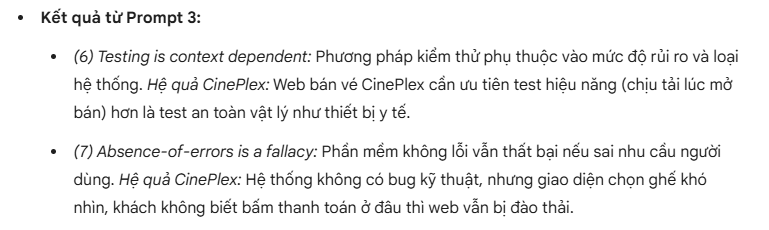 • Kết quả từ Prompt 3:
• (6) Testing is context dependent: Phương pháp kiểm thử phụ thuộc vào mức độ rủi ro và loại
hệ thống. Hệ quả CinePlex: Web bán vé CinePlex cần ưu tiên test hiệu năng (chịu tải lúc mở
bán) hơn là test an toàn vật lý như thiết bị y tế.
• (7) Absence-of-errors is a fallacy: Phần mềm không lỗi vẫn thất bại nếu sai nhu cầu người
dùng. Hệ quả CinePlex: Hệ thống không có bug kỹ thuật, nhưng giao diện chọn ghế khó
nhìn, khách không biết bấm thanh toán ở đâu thì web vẫn bị đào thải.